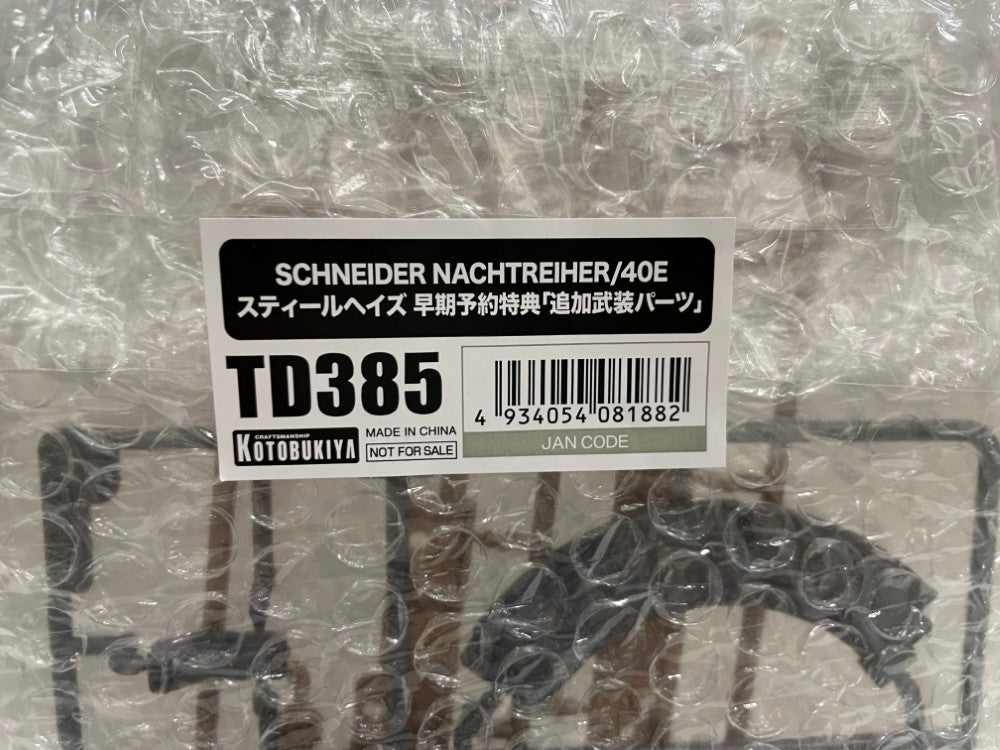 SCHNEIDER NACHTREIHER/40E
スティールヘイズ 早期予約特典「追加武装パーツ」
TD385
4 934054 081882
JAN CODE
CRAFTSMANSHIP
KOTOBUKIYA
MADE IN CHINA
NOT FOR SALE